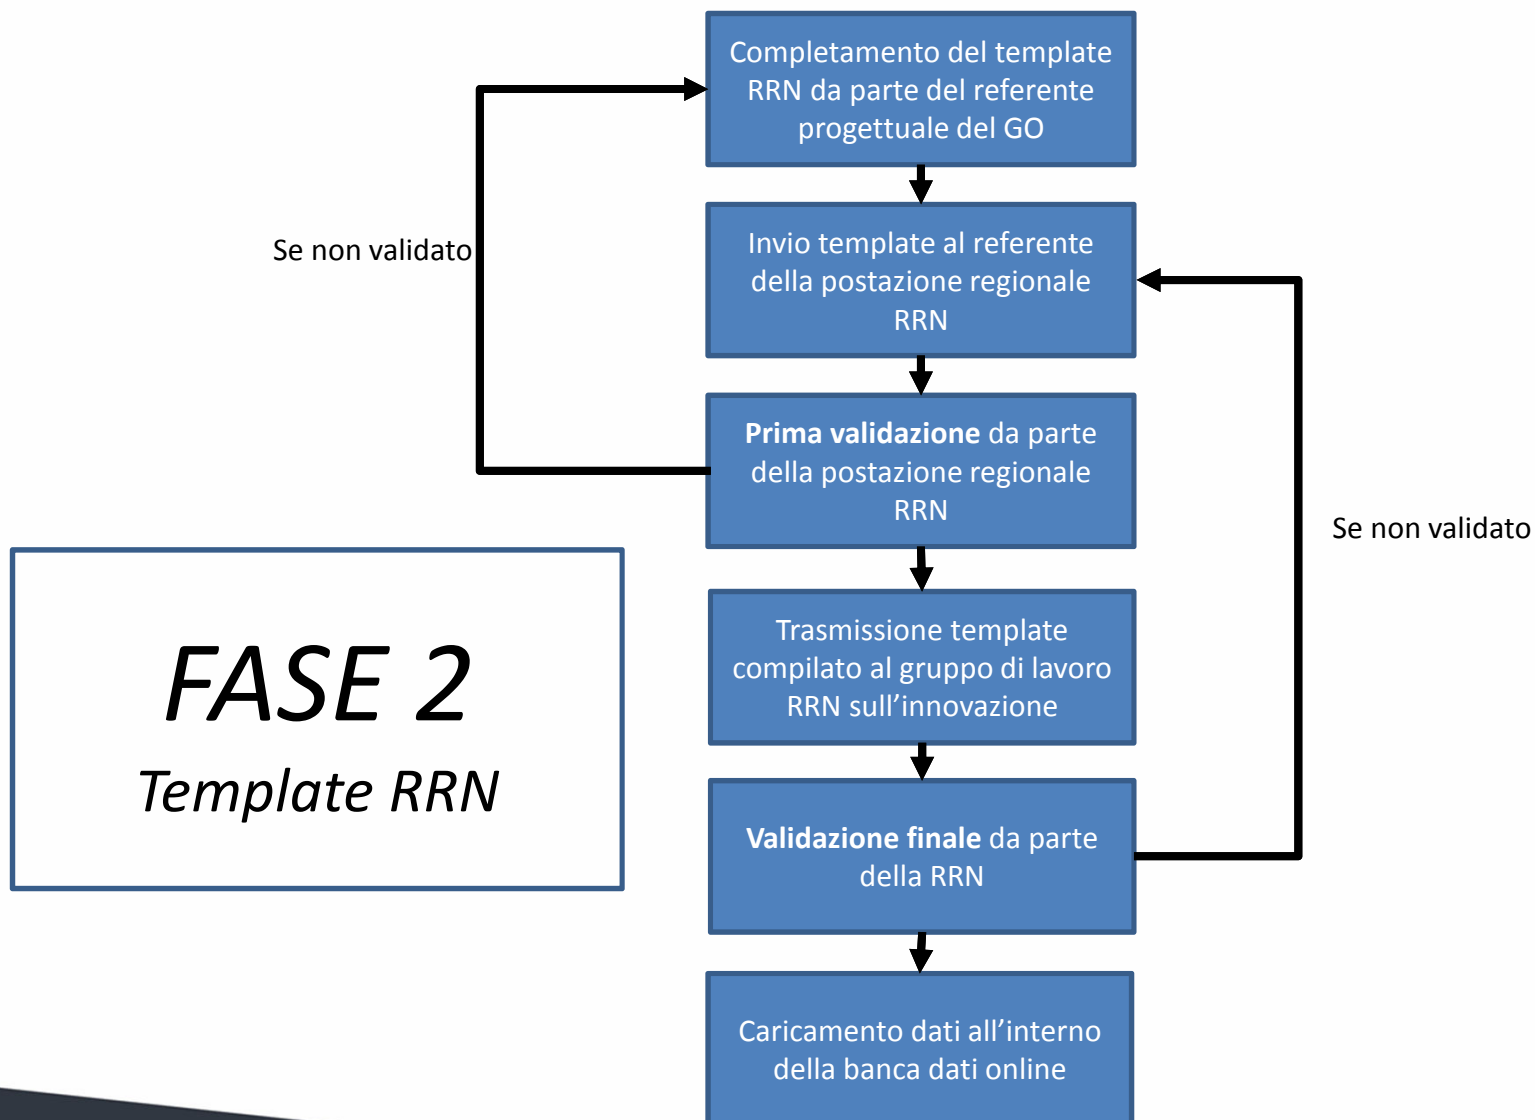 Completamento del template
RRN da parte del referente
progettuale del GO
Se non validato
Invio template al referente
della postazione regionale
RRN
Prima validazione da parte
della postazione regionale
RRN
Se non validato
Trasmissione template
compilato al gruppo di lavoro
RRN sull’innovazione
FASE 2
Template RRN
Validazione finale da parte
della RRN
Caricamento dati all’interno
della banca dati online